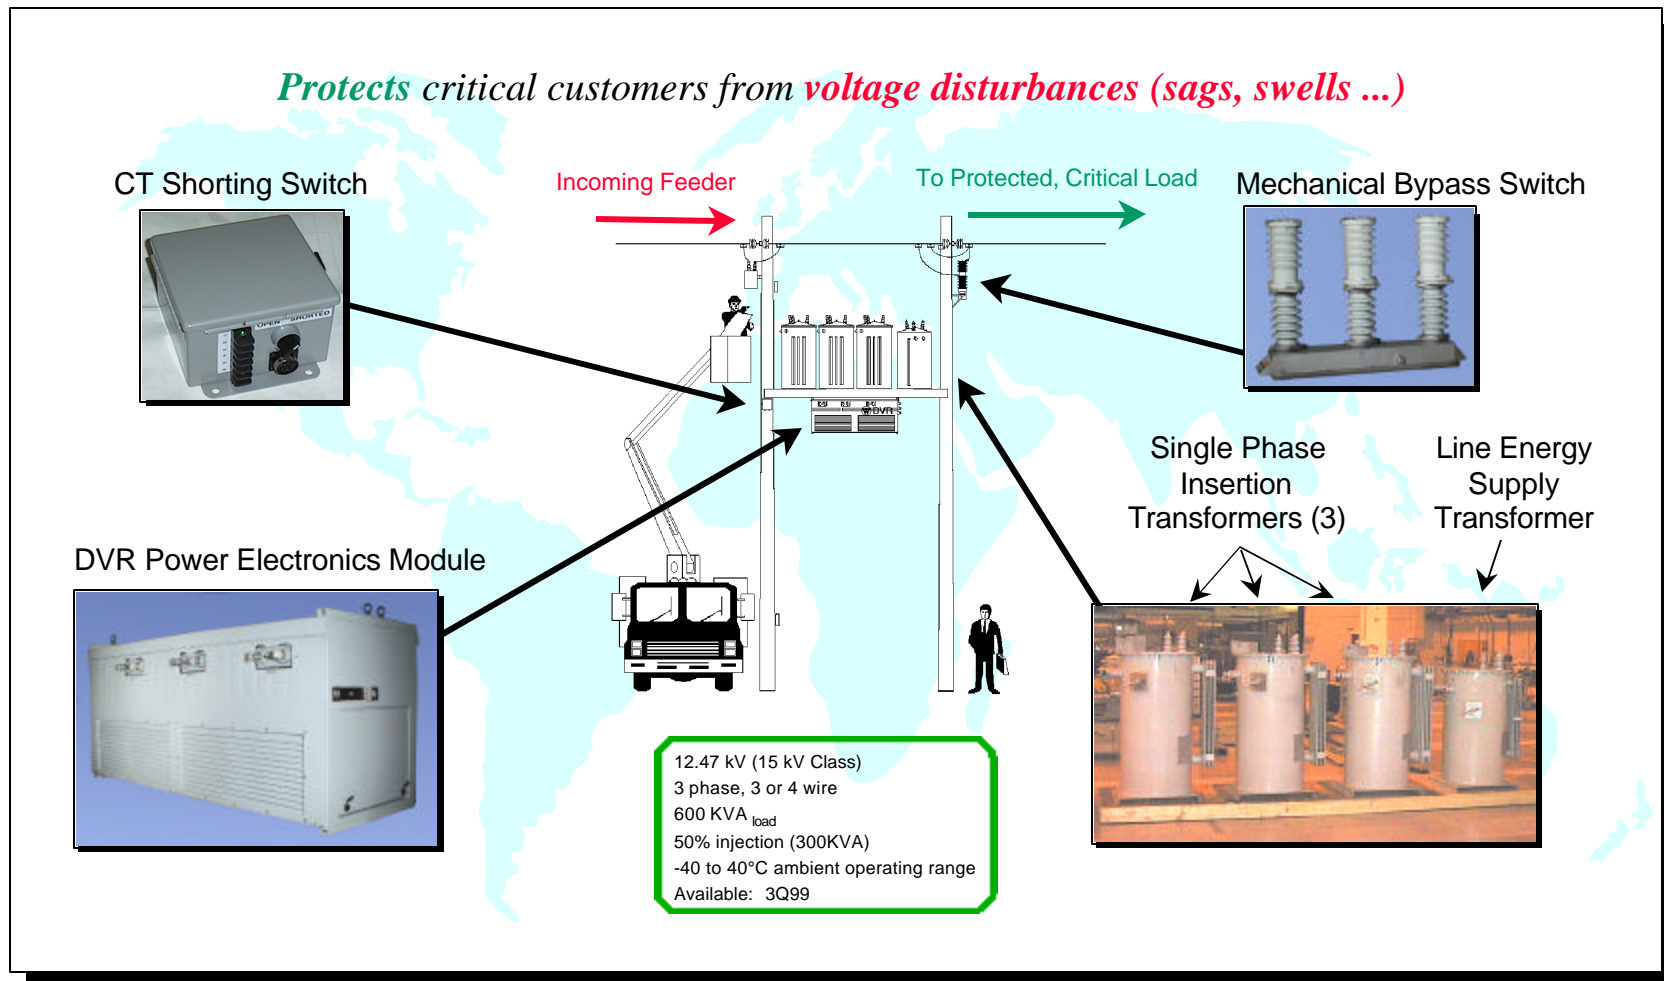 Protects critical customers from voltage disturbances (sags, swells ...)
CT Shorting Switch
Incoming Feeder
To Protected, Critical Load
Mechanical Bypass Switch
OPEN SHORTED
DVR
Single Phase
Insertion
Transformers (3)
Line Energy
Supply
Transformer
DVR Power Electronics Module
12.47 kV (15 kV Class)
3 phase, 3 or 4 wire
600 KVA load
50% injection (300KVA)
-40 to 40°C ambient operating range
Available: 3Q99